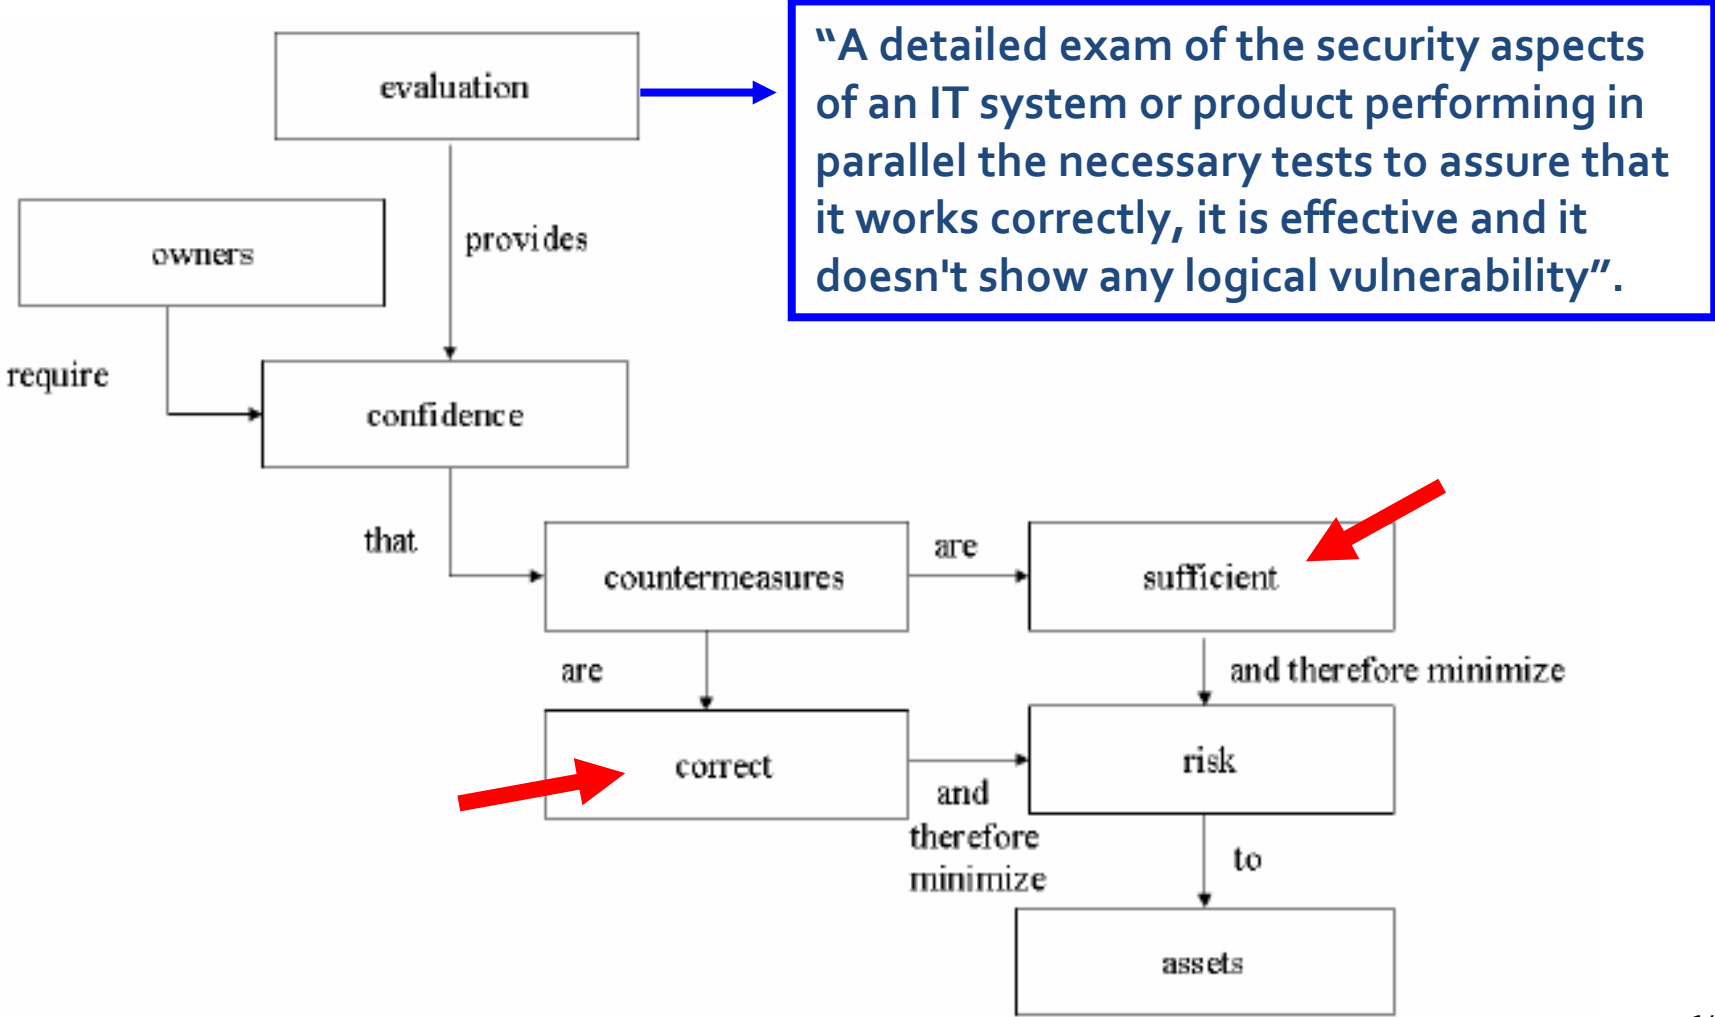 evaluation
“A detailed exam of the security aspects
of an IT system or product performing in
parallel the necessary tests to assure that
it works correctly, it is effective and it
doesn't show any logical vulnerability”.
owners
provides
require
confidence
that
countermeasures
are
sufficient
are
and therefore minimize
correct
and
therefore
minimize
risk
to
assets